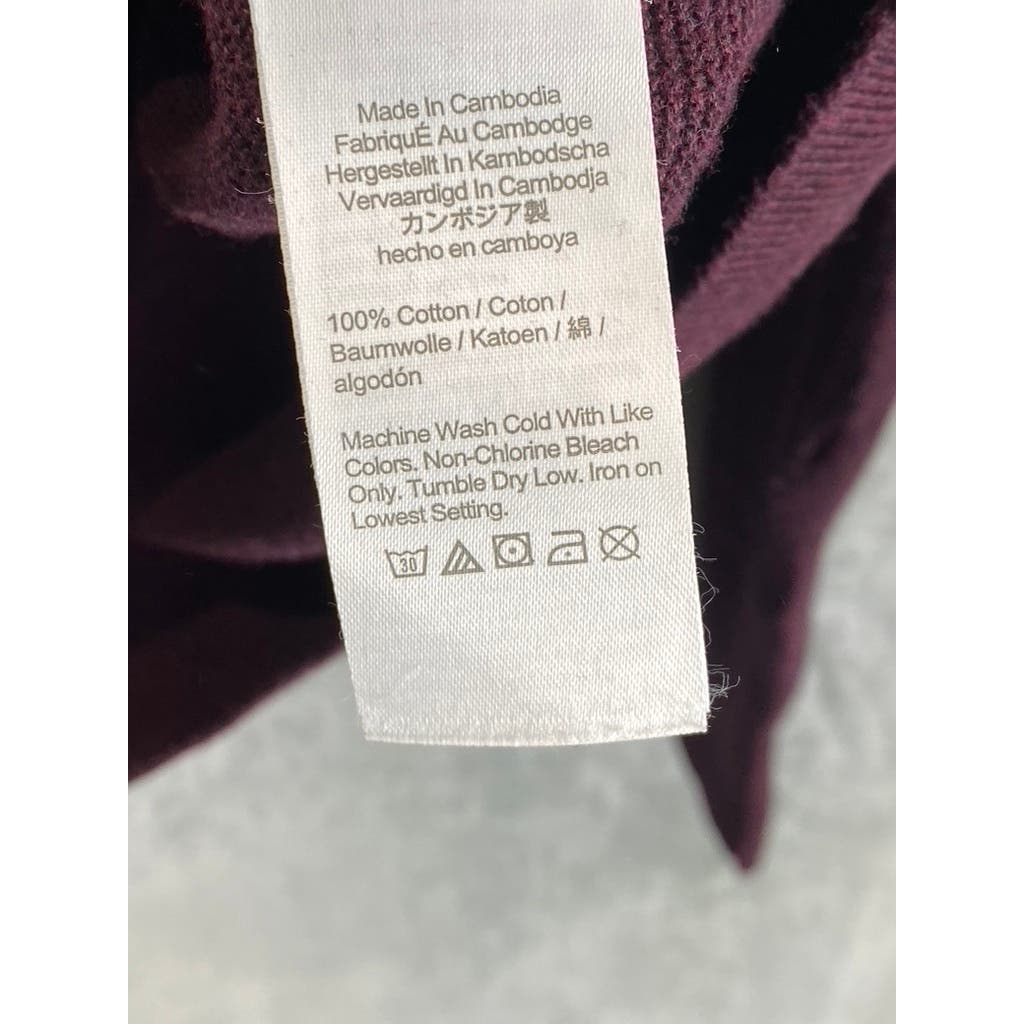 Made In Cambodia
FabriquÉ Au Cambodge
Hergestellt In Kambodscha
Vervaardigd In Cambodja
カンボジア製
hecho en camboya
100% Cotton / Coton /
Baumwolle / Katoen / 綿 /
algodón
Machine Wash Cold With Like
Colors. Non-Chlorine Bleach
Only. Tumble Dry Low. Iron on
Lowest Setting.
30